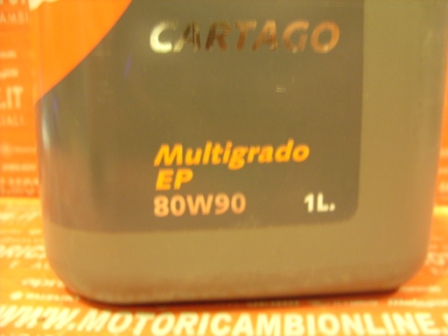 CARTAGO
Multigrado
EP
80W90 1L.
WWW.MOTORICAMBIONLINE